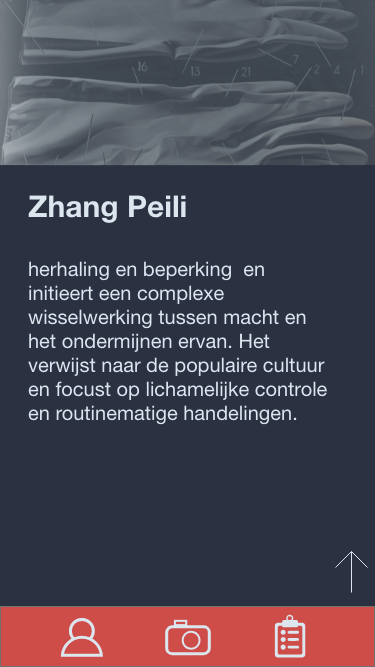 16
13
21
7
2
4
1
Zhang Peili
herhaling en beperking  en
initieert een complexe
wisselwerking tussen macht en
het ondermijnen ervan. Het
verwijst naar de populaire cultuur
en focust op lichamelijke controle
en routinematige handelingen.